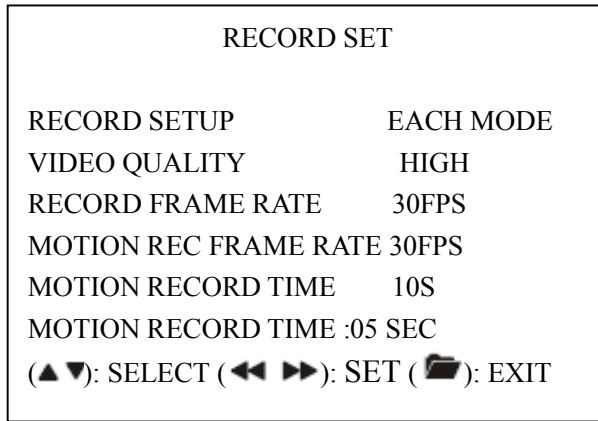 RECORD SET
RECORD SETUP EACH MODE
VIDEO QUALITY HIGH
RECORD FRAME RATE 30FPS
MOTION REC FRAME RATE 30FPS
MOTION RECORD TIME 10S
MOTION RECORD TIME :05 SEC
(▲▼): SELECT (◀◀ ▶▶): SET ( ): EXIT